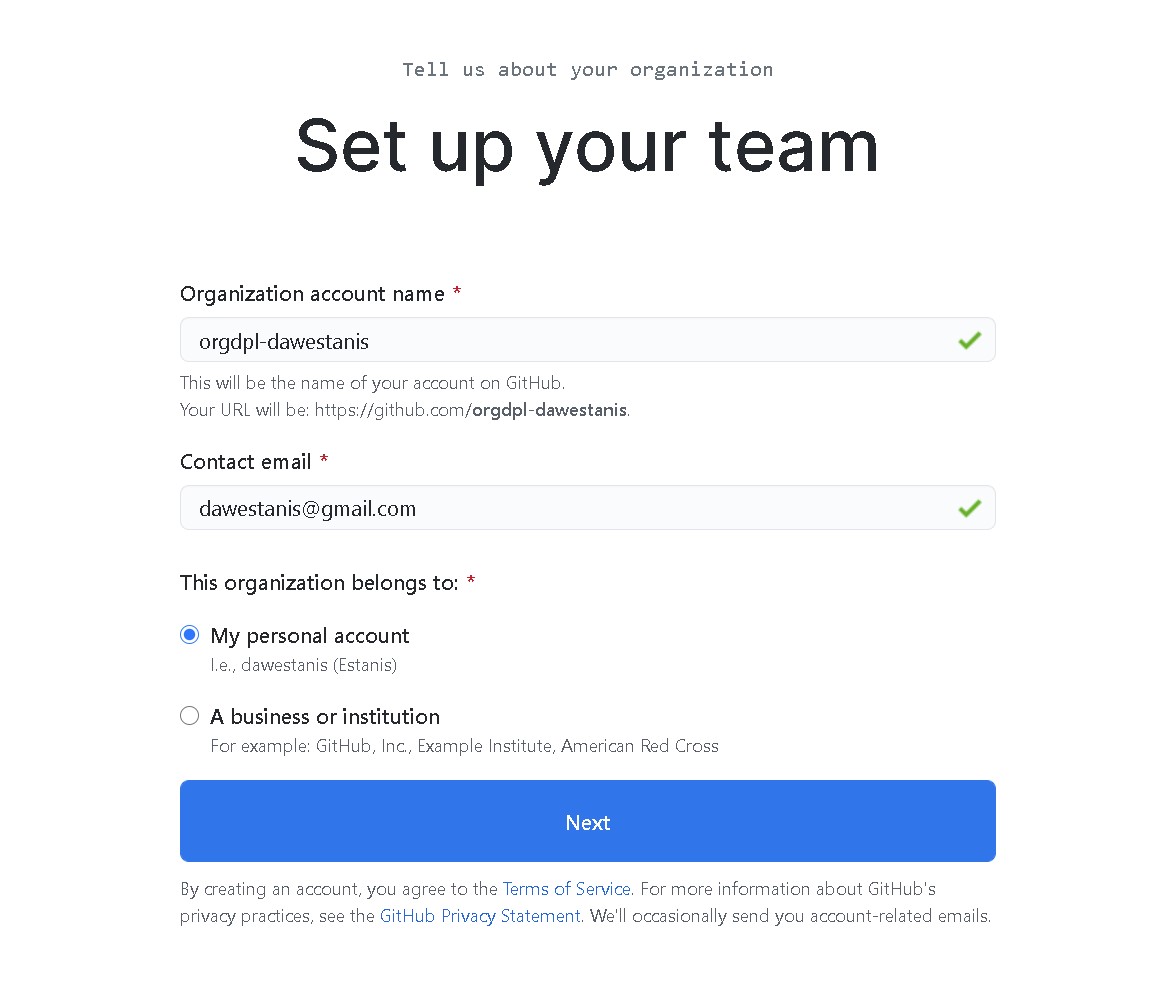 Tell us about your organization
Set up your team
Organization account name *
orgdpl-dawestanis
This will be the name of your account on GitHub.
Your URL will be: https://github.com/orgdpl-dawestanis.
Contact email *
dawestanis@gmail.com
This organization belongs to: *
My personal account
I.e., dawestanis (Estanis)
A business or institution
For example: GitHub, Inc., Example Institute, American Red Cross
Next
By creating an account, you agree to the Terms of Service. For more information about GitHub's
privacy practices, see the GitHub Privacy Statement. We'll occasionally send you account-related emails.